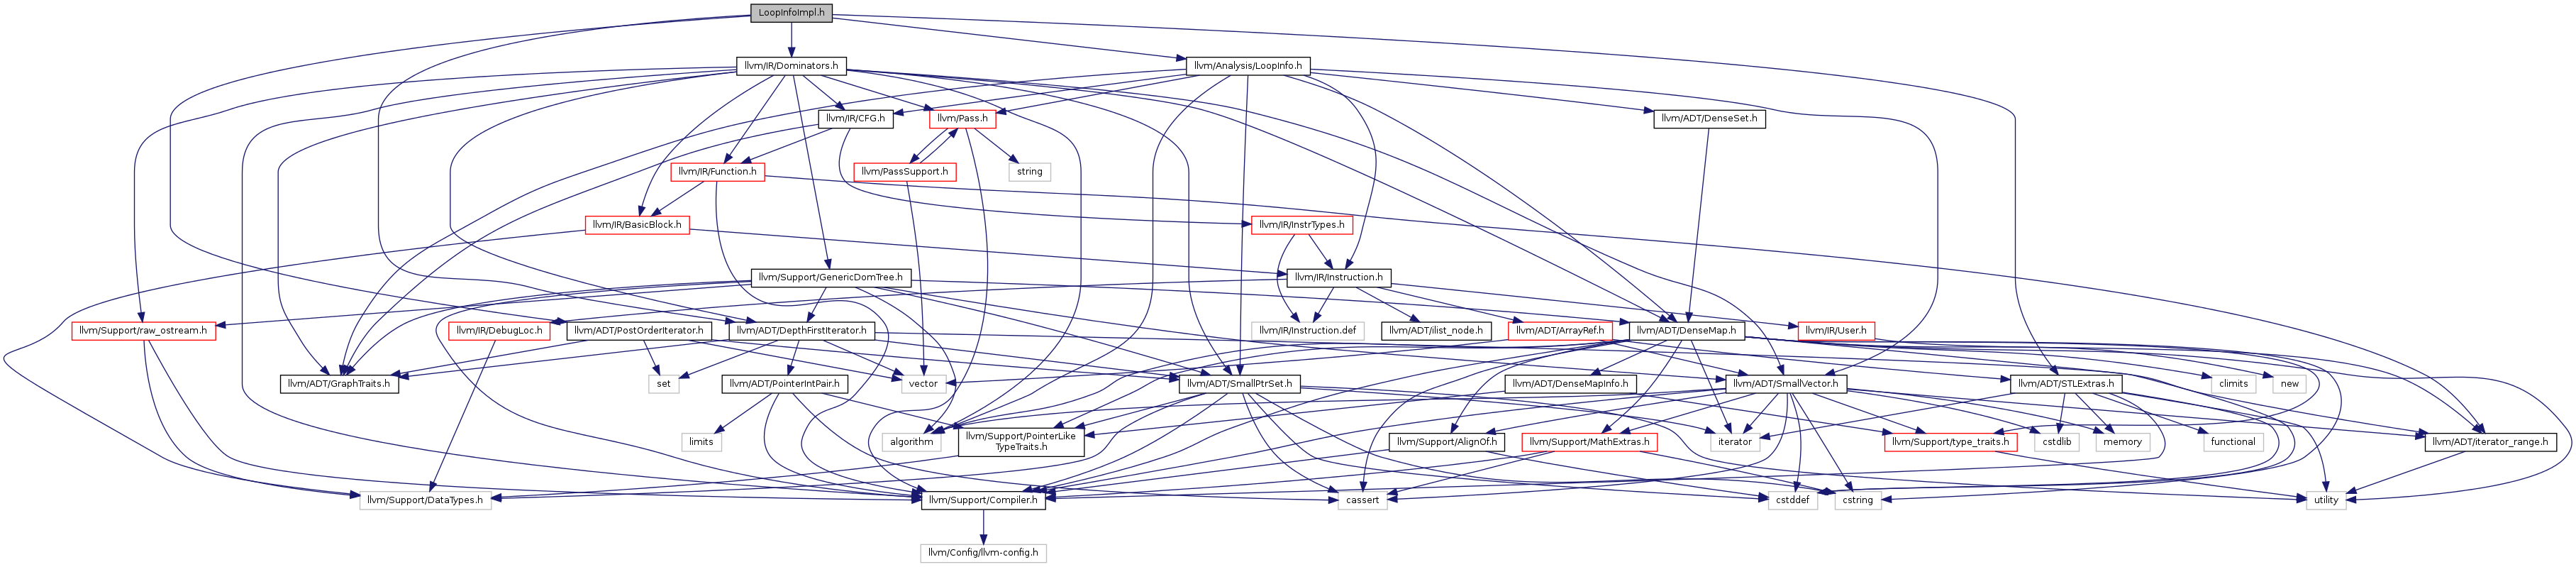 LoopInfoImpl.h
llvm/IR/Dominators.h
llvm/Analysis/LoopInfo.h
llvm/IR/CFG.h
llvm/Pass.h
llvm/ADT/DenseSet.h
llvm/IR/Function.h
llvm/PassSupport.h
string
llvm/IR/BasicBlock.h
llvm/IR/InstrTypes.h
llvm/Support/GenericDomTree.h
llvm/IR/Instruction.h
llvm/Support/raw_ostream.h
llvm/IR/DebugLoc.h
llvm/ADT/PostOrderIterator.h
llvm/ADT/DepthFirstIterator.h
llvm/IR/Instruction.def
llvm/ADT/ilist_node.h
llvm/ADT/ArrayRef.h
llvm/ADT/DenseMap.h
llvm/IR/User.h
llvm/ADT/GraphTraits.h
set
llvm/ADT/PointerIntPair.h
vector
llvm/ADT/SmallPtrSet.h
llvm/ADT/DenseMapInfo.h
llvm/ADT/SmallVector.h
llvm/ADT/STLExtras.h
climits
new
limits
algorithm
llvm/Support/PointerLike
TypeTraits.h
llvm/Support/AlignOf.h
llvm/Support/MathExtras.h
iterator
llvm/Support/type_traits.h
cstdlib
memory
functional
llvm/ADT/iterator_range.h
llvm/Support/DataTypes.h
llvm/Support/Compiler.h
cassert
cstddef
cstring
utility
llvm/Config/llvm-config.h